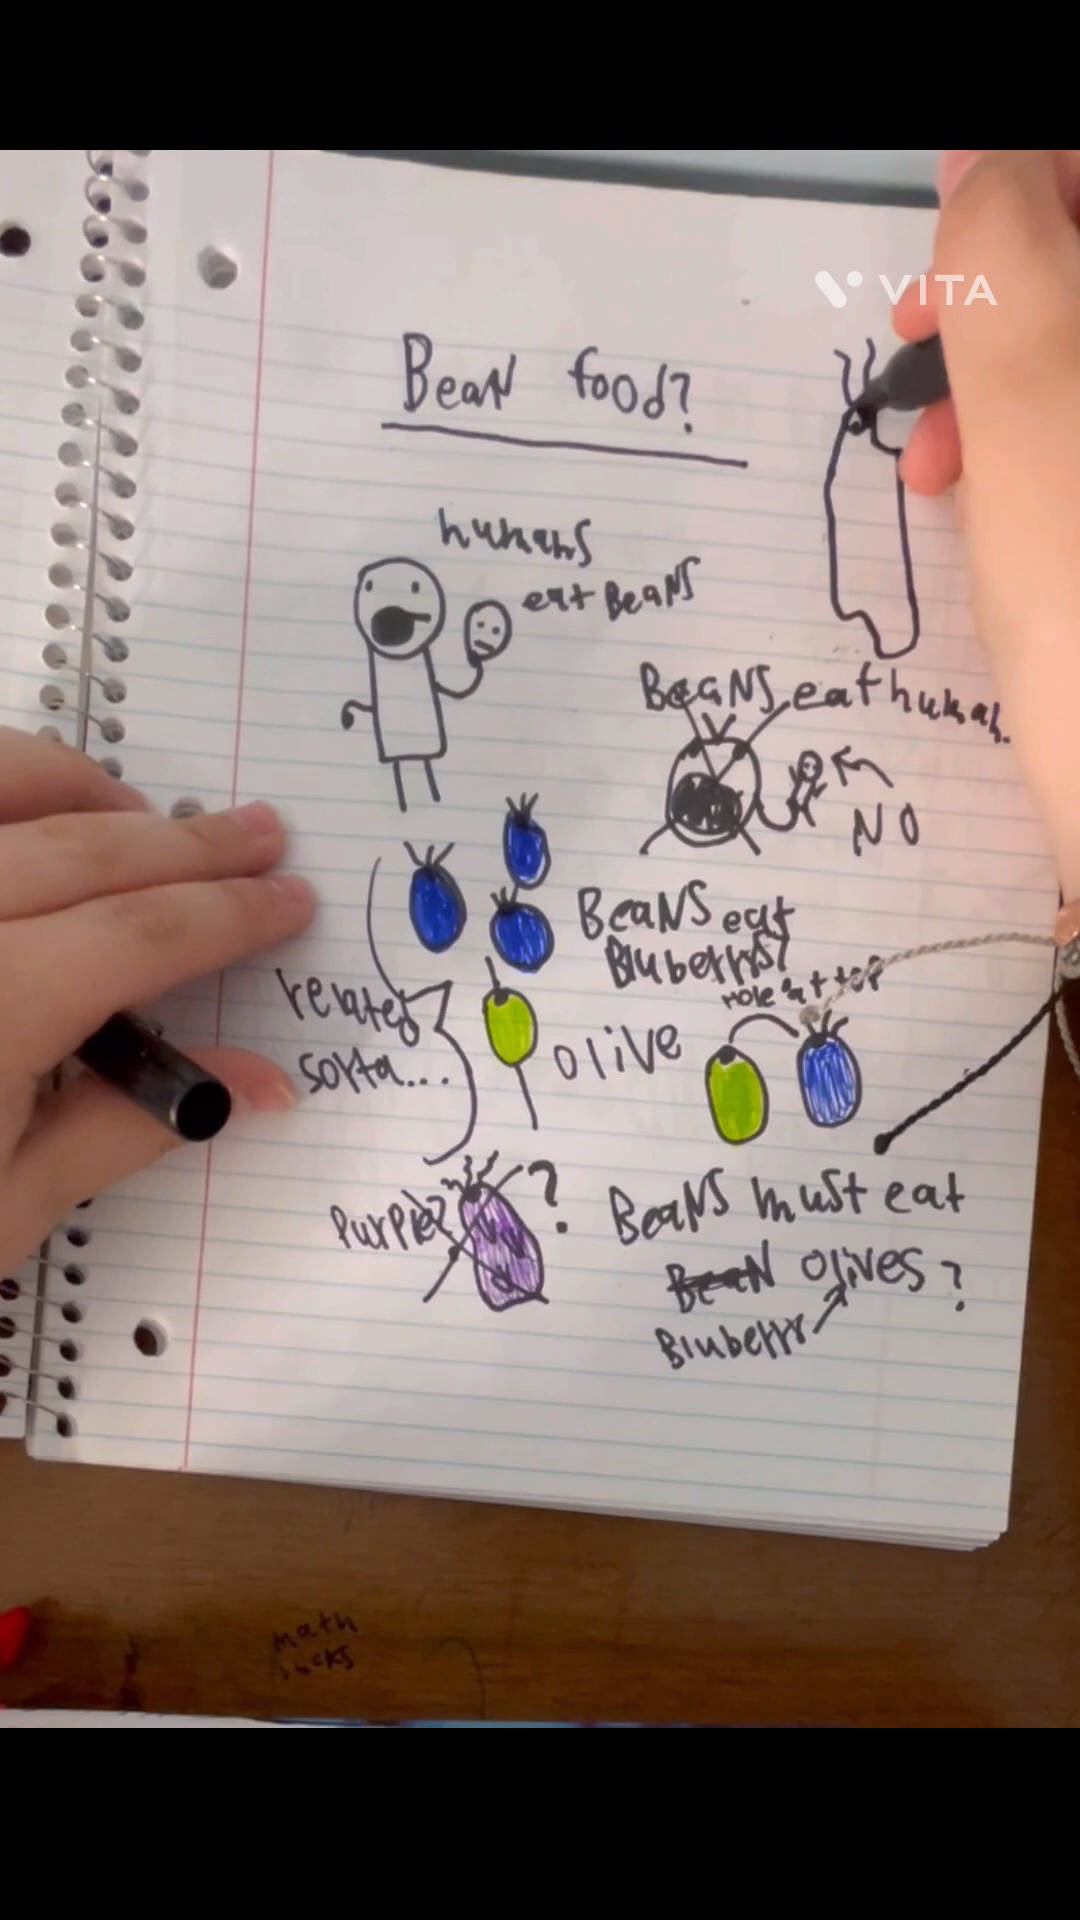 VITA
BeaN food?
humans
eat BeaNS
BeaNS eat human.
NO
BeaNS eat
Bluberrys?
hole at top
related
sorta...
olive
Purple?
?
BeaNS must eat
BeaN olives?
Bluberry
math
sucks